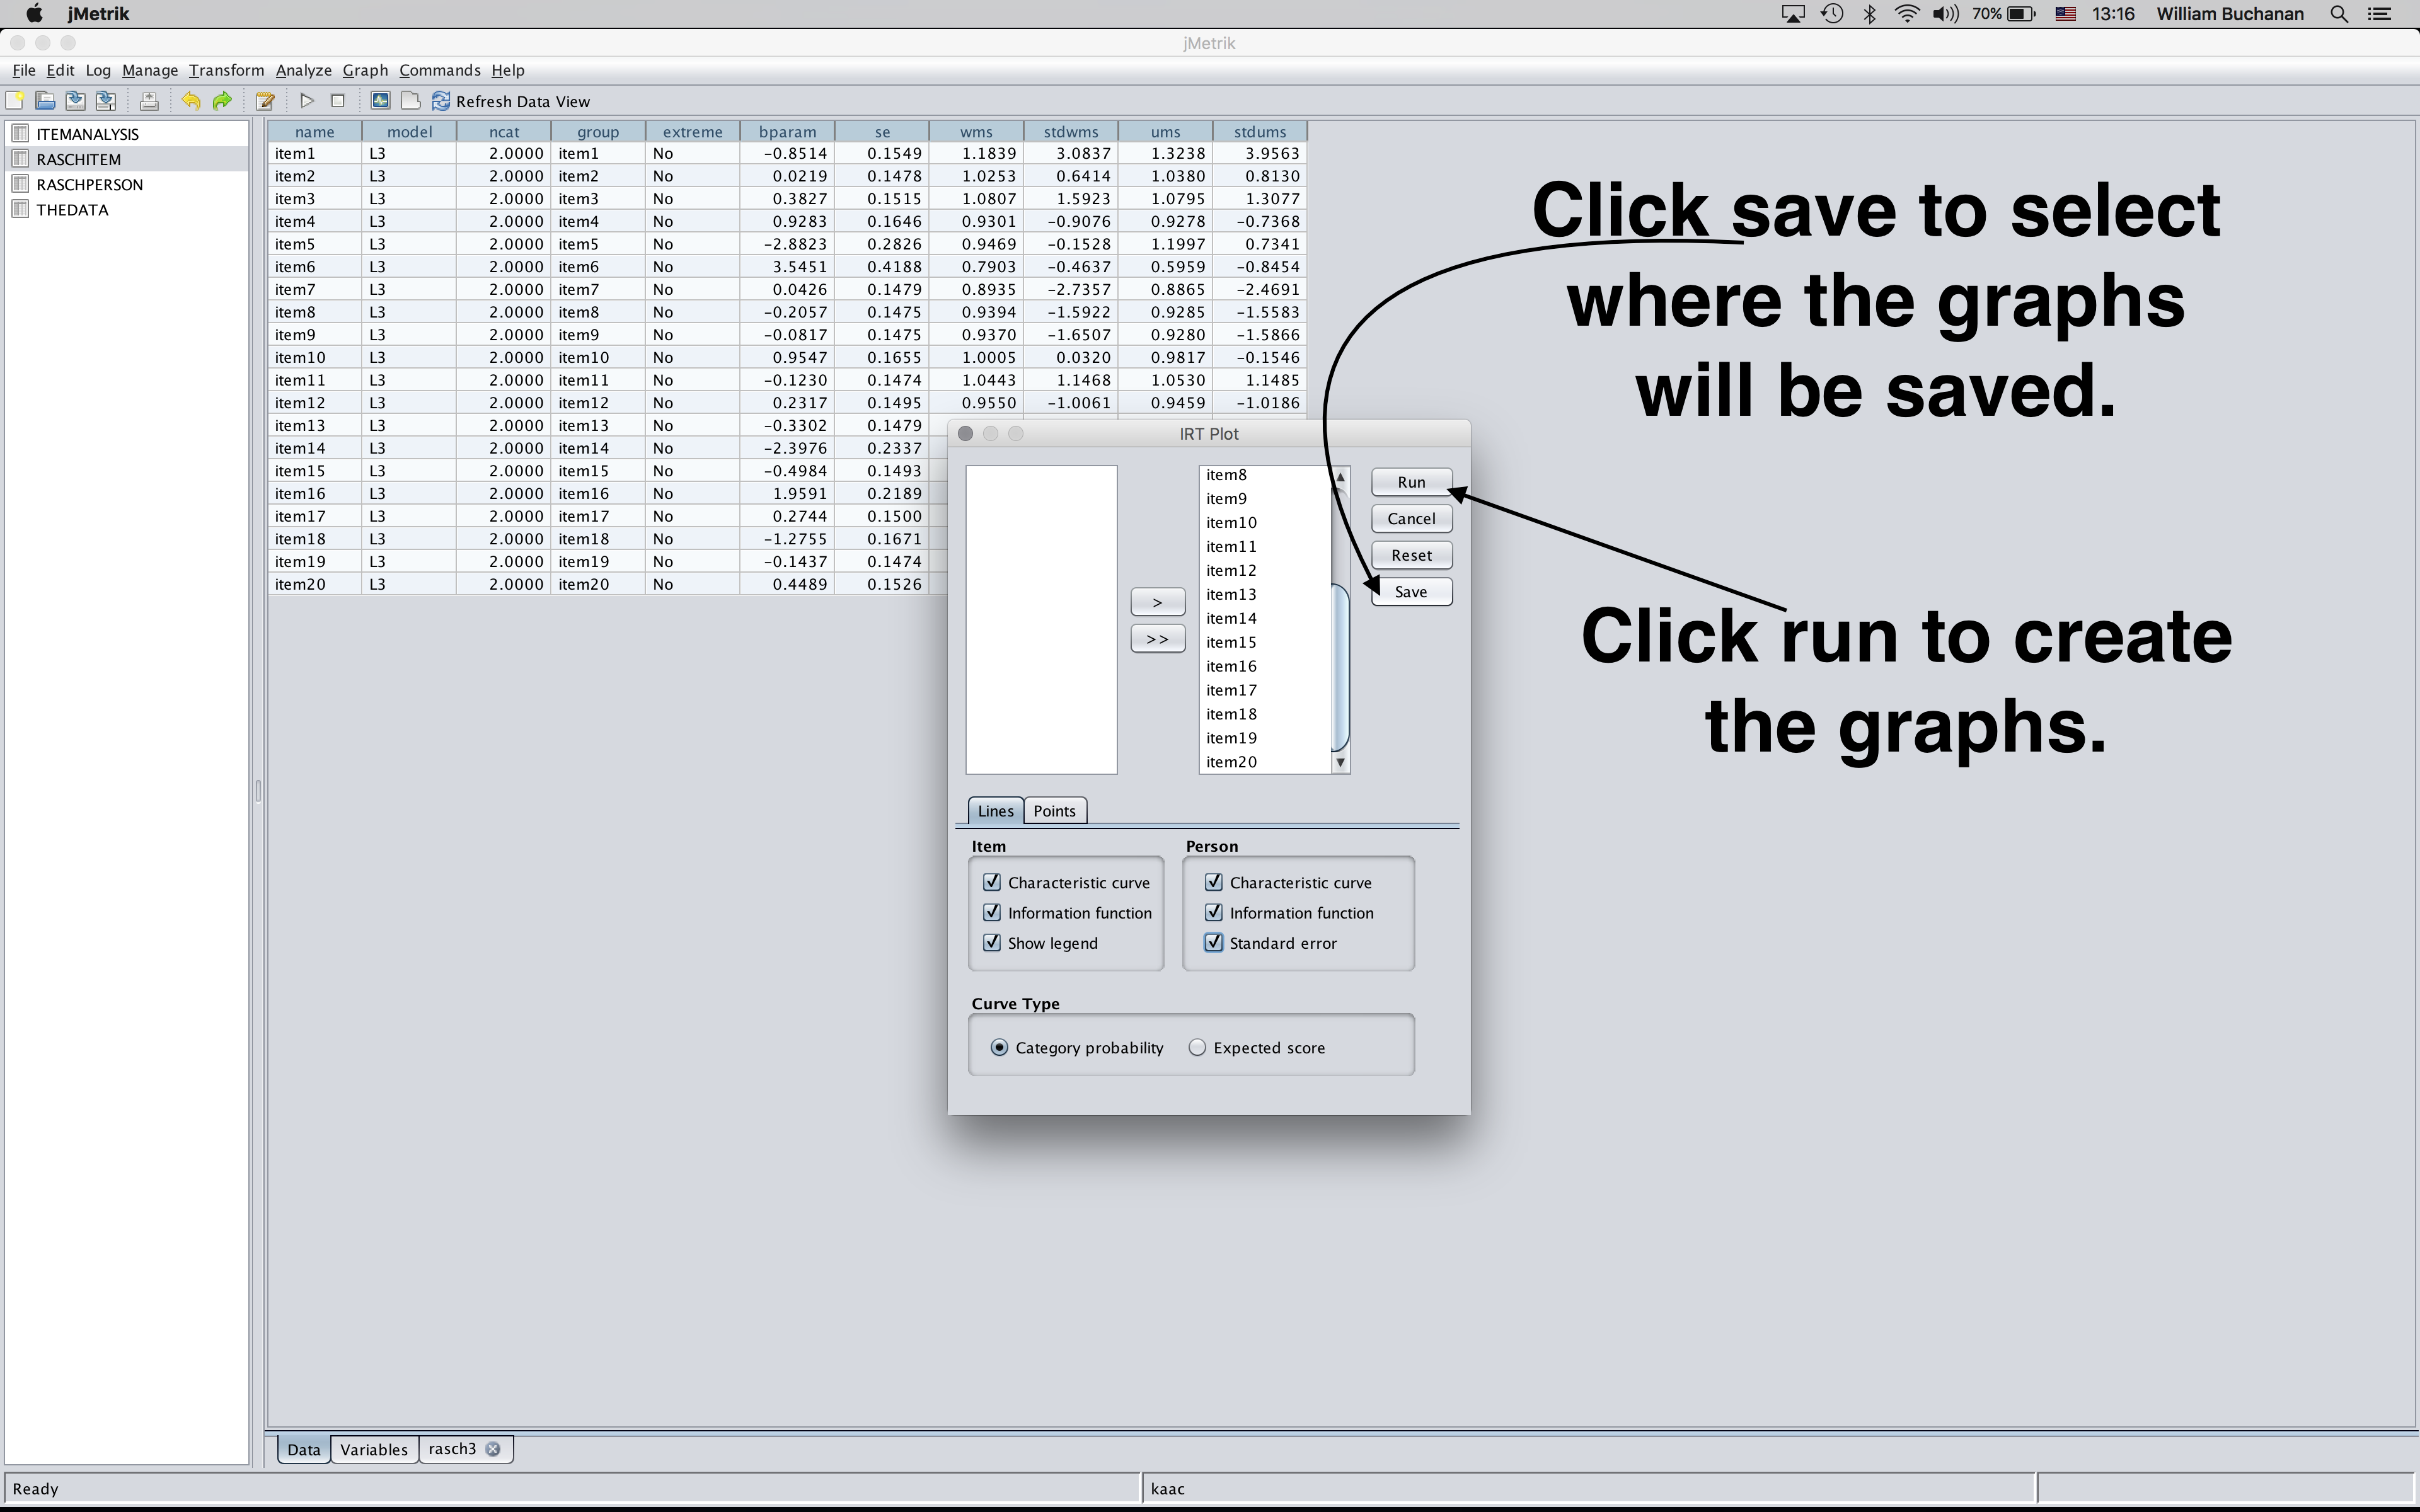 jMetrik
70%
13:16
William Buchanan
jMetrik
File Edit Log Manage Transform Analyze Graph Commands Help
Refresh Data View
ITEMANALYSIS
RASCHITEM
RASCHPERSON
THEDATA
name model ncat group extreme bparam se wms stdwms ums stdums
item1 L3 2.0000 item1 No −0.8514 0.1549 1.1839 3.0837 1.3238 3.9563
item2 L3 2.0000 item2 No 0.0219 0.1478 1.0253 0.6414 1.0380 0.8130
item3 L3 2.0000 item3 No 0.3827 0.1515 1.0807 1.5923 1.0795 1.3077
item4 L3 2.0000 item4 No 0.9283 0.1646 0.9301 −0.9076 0.9278 −0.7368
item5 L3 2.0000 item5 No −2.8823 0.2826 0.9469 −0.1528 1.1997 0.7341
item6 L3 2.0000 item6 No 3.5451 0.4188 0.7903 −0.4637 0.5959 −0.8454
item7 L3 2.0000 item7 No 0.0426 0.1479 0.8935 −2.7357 0.8865 −2.4691
item8 L3 2.0000 item8 No −0.2057 0.1475 0.9394 −1.5922 0.9285 −1.5583
item9 L3 2.0000 item9 No −0.0817 0.1475 0.9370 −1.6507 0.9280 −1.5866
item10 L3 2.0000 item10 No 0.9547 0.1655 1.0005 0.0320 0.9817 −0.1546
item11 L3 2.0000 item11 No −0.1230 0.1474 1.0443 1.1468 1.0530 1.1485
item12 L3 2.0000 item12 No 0.2317 0.1495 0.9550 −1.0061 0.9459 −1.0186
item13 L3 2.0000 item13 No −0.3302 0.1479
item14 L3 2.0000 item14 No −2.3976 0.2337
item15 L3 2.0000 item15 No −0.4984 0.1493
item16 L3 2.0000 item16 No 1.9591 0.2189
item17 L3 2.0000 item17 No 0.2744 0.1500
item18 L3 2.0000 item18 No −1.2755 0.1671
item19 L3 2.0000 item19 No −0.1437 0.1474
item20 L3 2.0000 item20 No 0.4489 0.1526
Click save to select
where the graphs
will be saved.
IRT Plot
item8
item9
item10
item11
item12
item13
item14
item15
item16
item17
item18
item19
item20
>
>>
Run
Cancel
Reset
Save
Click run to create
the graphs.
Lines Points
Item
Characteristic curve
Information function
Show legend
Person
Characteristic curve
Information function
Standard error
Curve Type
Category probability Expected score
Data Variables rasch3
Ready
kaac